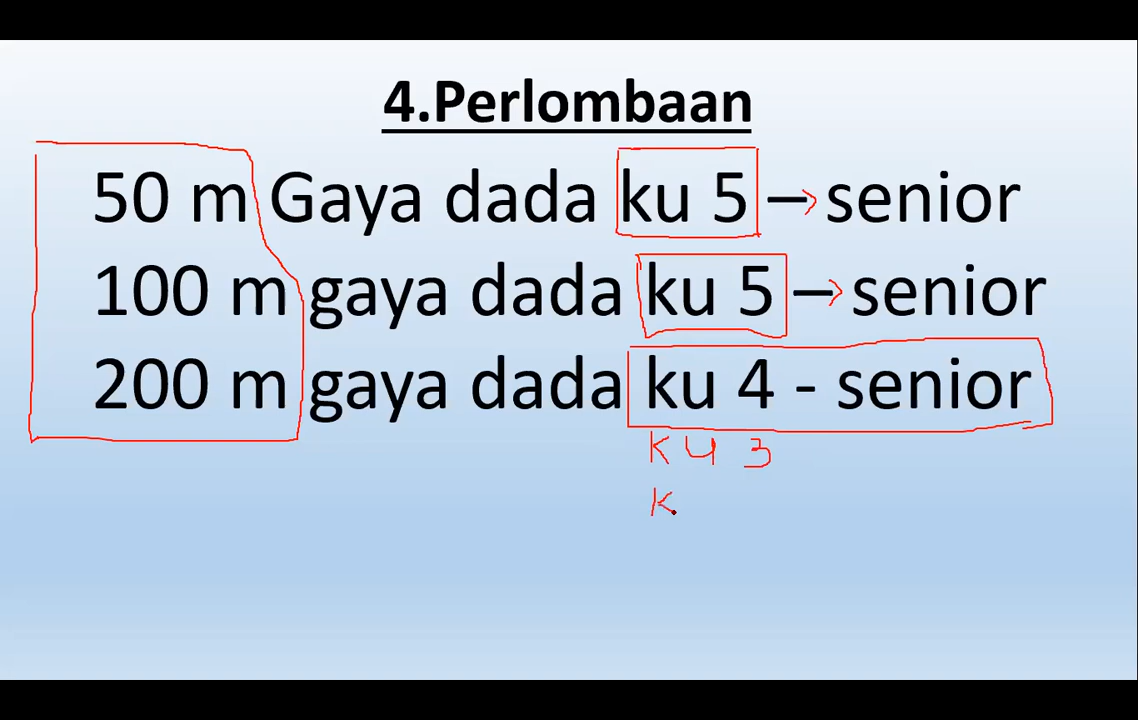 4.Perlombaan
50 m Gaya dada ku 5 – senior
100 m gaya dada ku 5 – senior
200 m gaya dada ku 4 - senior
KU 3
K